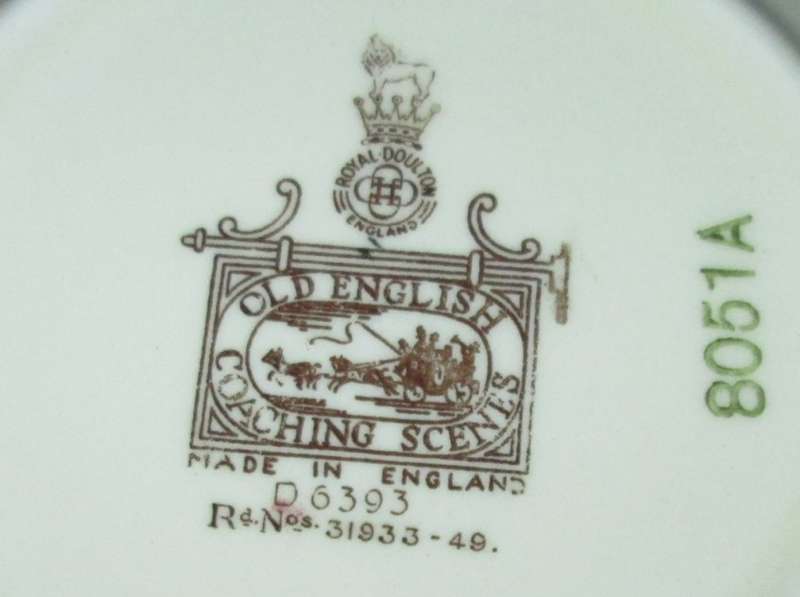 ROYAL·DOULTON
H
ENGLAND
OLD ENGLISH
COACHING SCENES
MADE IN ENGLAND
D6393
Rd. Nos. 31933-49.
8051A